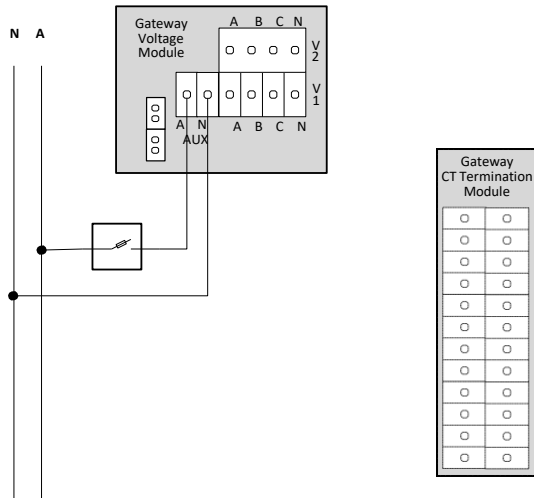 N A
Gateway
Voltage
Module
A B C N
V
2
V
1
A N
AUX
A B C N
Gateway
CT Termination
Module